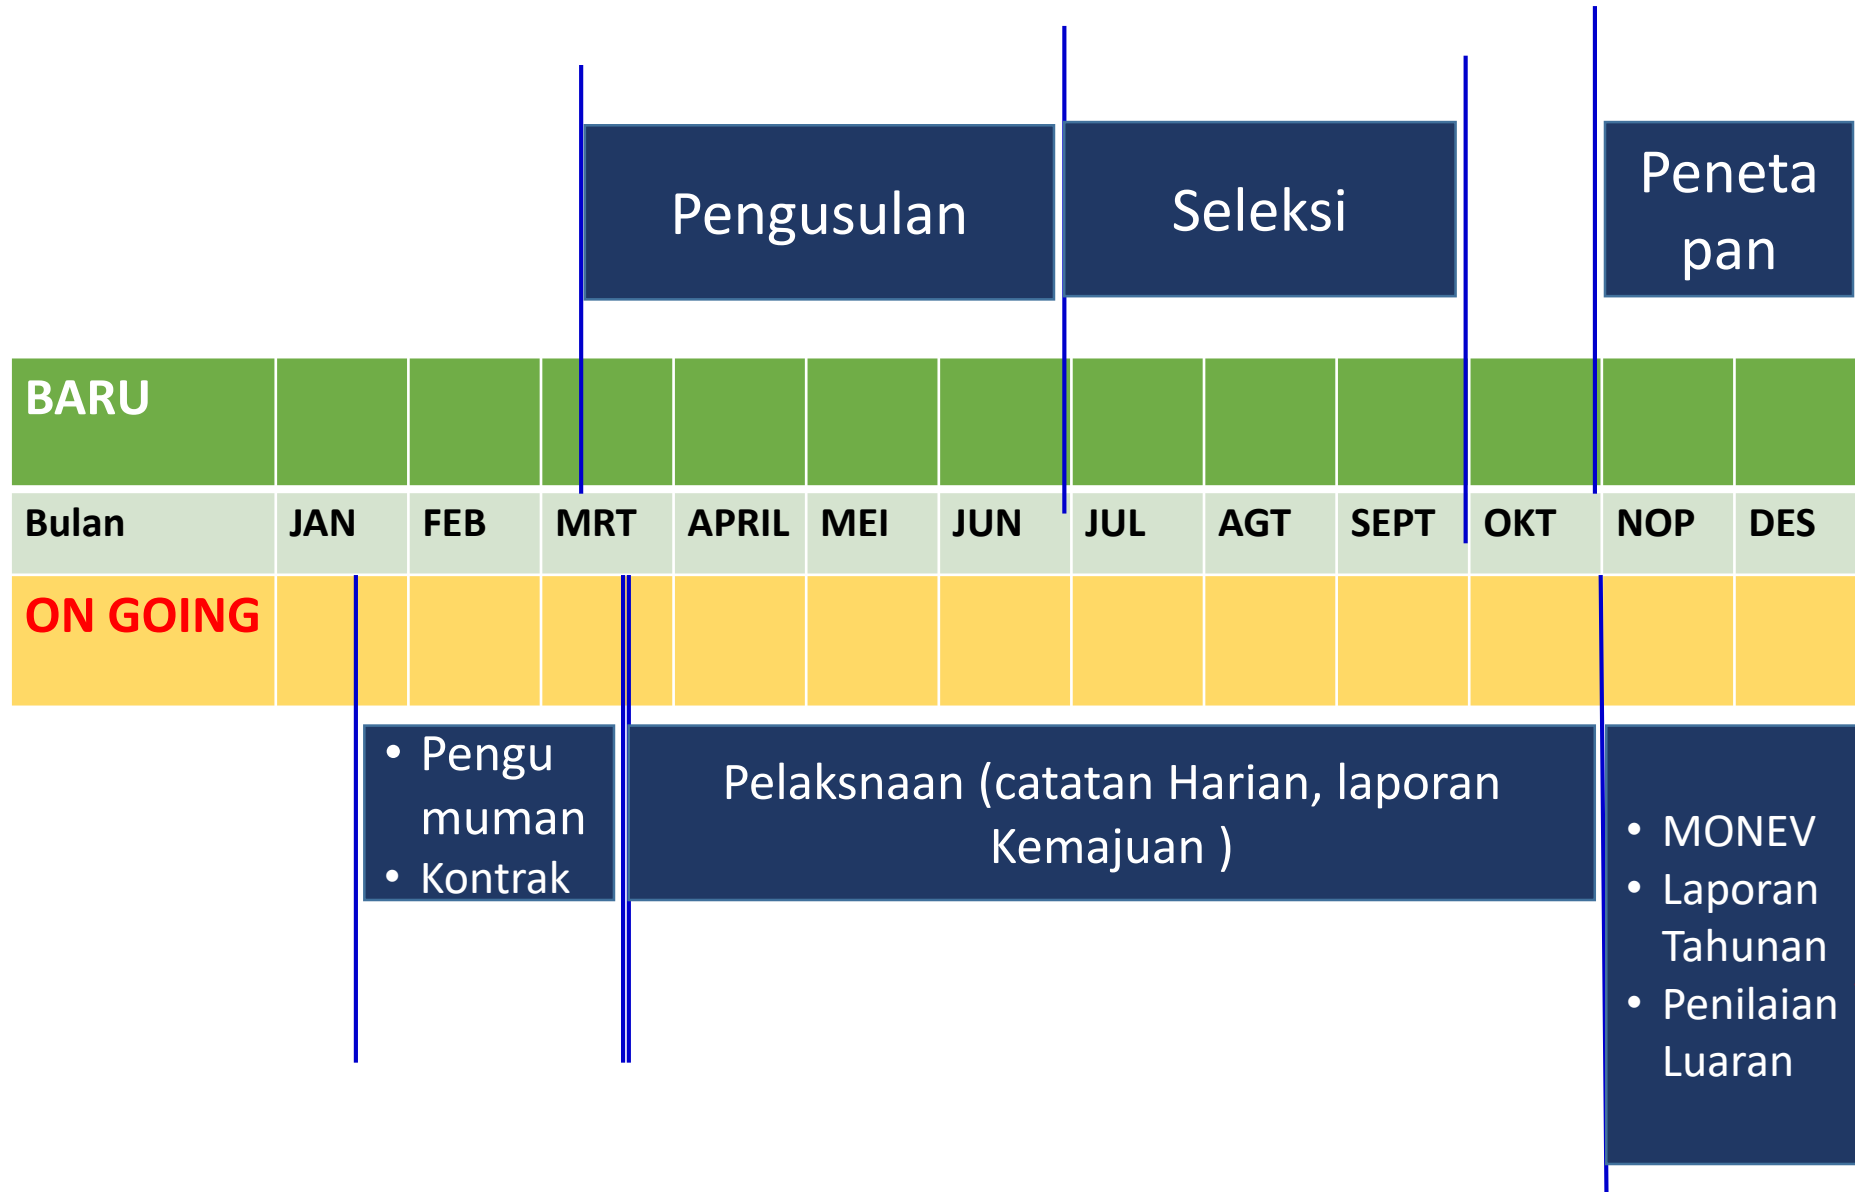 Pengusulan
Seleksi
Peneta
pan
BARU
Bulan JAN FEB MRT APRIL MEI JUN JUL AGT SEPT OKT NOP DES
ON GOING
• Pengu
muman
• Kontrak
Pelaksnaan (catatan Harian, laporan
Kemajuan )
• MONEV
• Laporan
Tahunan
• Penilaian
Luaran